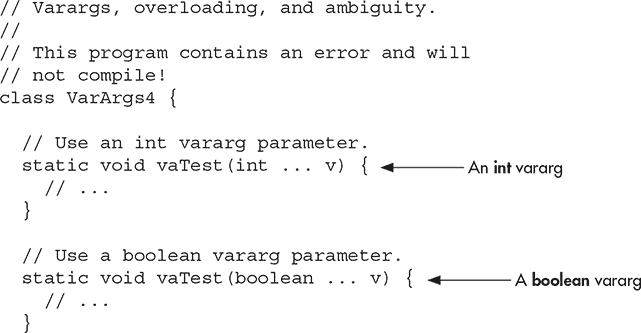 // Varargs, overloading, and ambiguity.
//
// This program contains an error and will
// not compile!
class VarArgs4 {
// Use an int vararg parameter.
static void vaTest(int ... v) { An int vararg
// ...
}
// Use a boolean vararg parameter.
static void vaTest(boolean ... v) { A boolean vararg
// ...
}